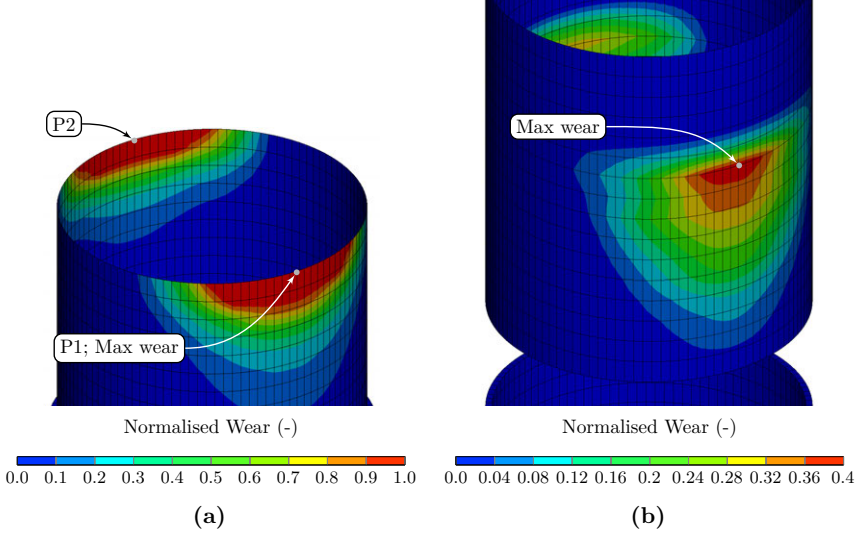 P2
Max wear
P1; Max wear
Normalised Wear (-)
Normalised Wear (-)
0.0 0.1 0.2 0.3 0.4 0.5 0.6 0.7 0.8 0.9 1.0
0.0 0.04 0.08 0.12 0.16 0.2 0.24 0.28 0.32 0.36 0.4
(a)
(b)